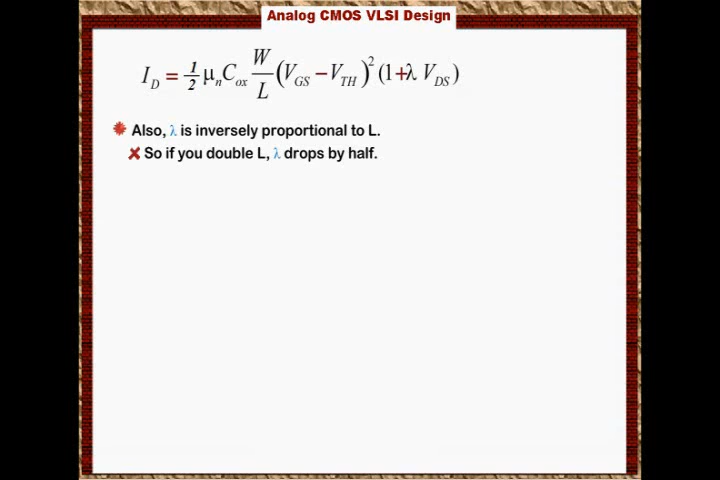 Analog CMOS VLSI Design
I_D = 1/2 μ_n C_ox W/L (V_GS − V_TH)^2 (1+λ V_DS)
Also, λ is inversely proportional to L.
So if you double L, λ drops by half.